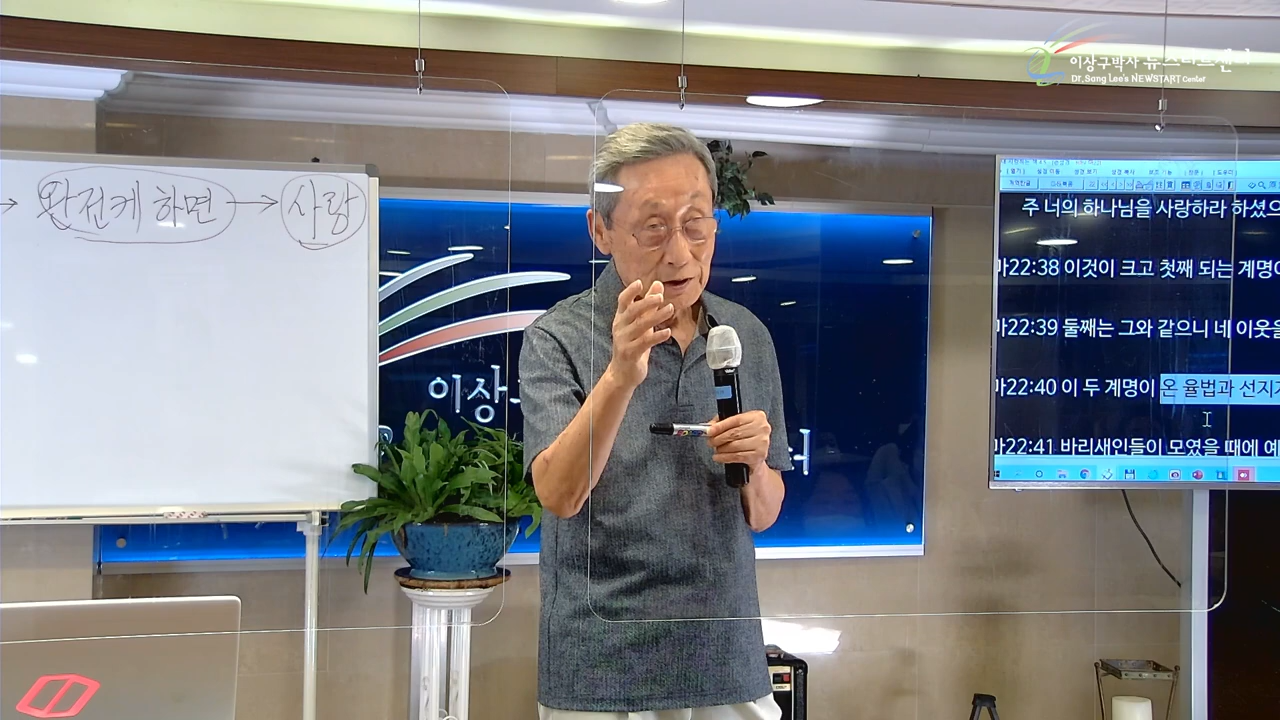 이상구박사 뉴스타트센터
Dr. Sang Lee's NEWSTART Center
완전케 하면 → 사랑
이상구
주 너의 하나님을 사랑하라 하셨으
마22:38 이것이 크고 첫째 되는 계명이
마22:39 둘째는 그와 같으니 네 이웃을
마22:40 이 두 계명이 온 율법과 선지자
마22:41 바리새인들이 모였을 때에 예